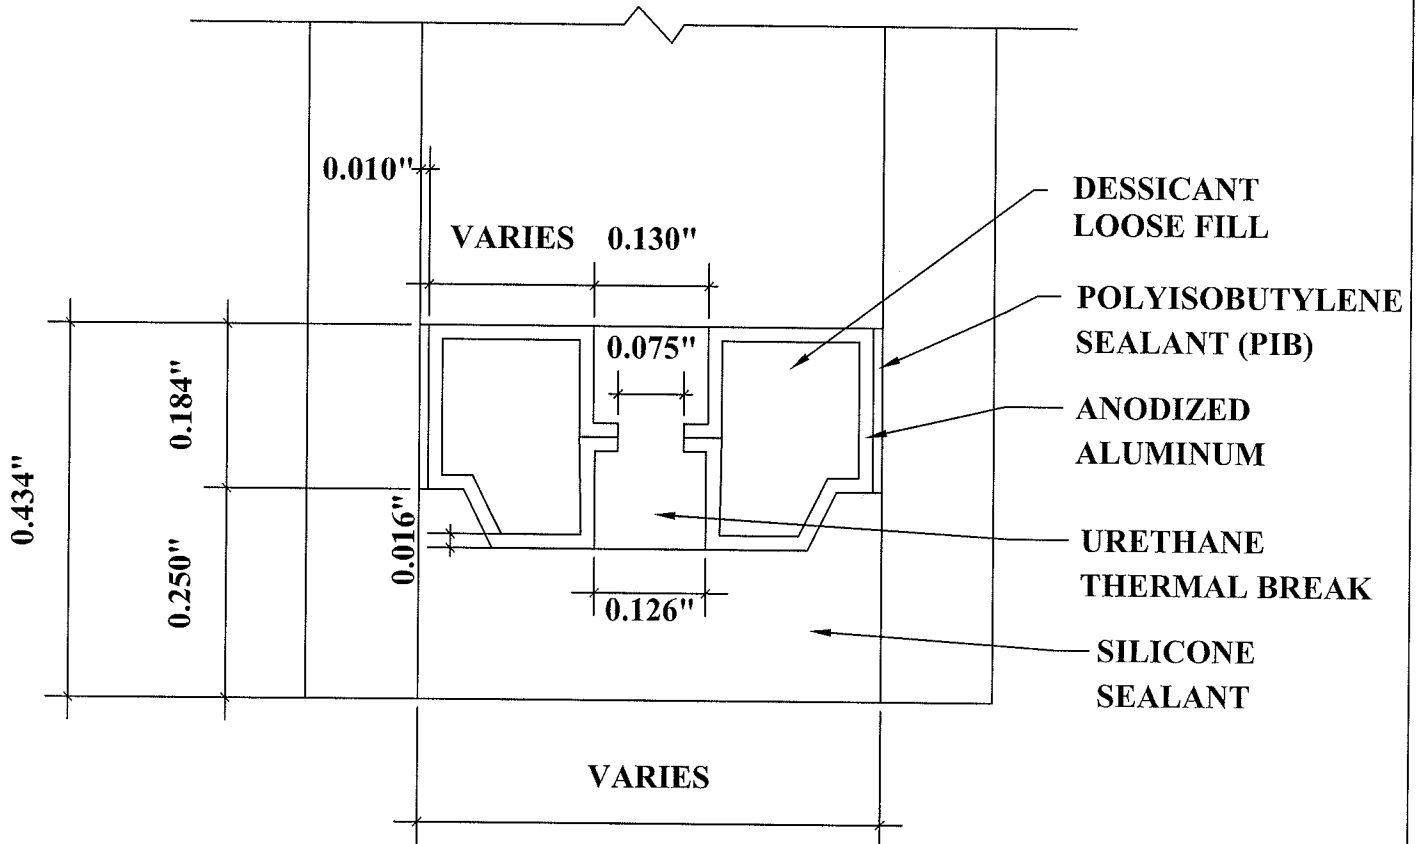 0.010"
VARIES
0.130"
0.075"
0.184"
0.434"
0.250"
0.016"
0.126"
VARIES
DESSICANT
LOOSE FILL
POLYISOBUTYLENE
SEALANT (PIB)
ANODIZED
ALUMINUM
URETHANE
THERMAL BREAK
SILICONE
SEALANT